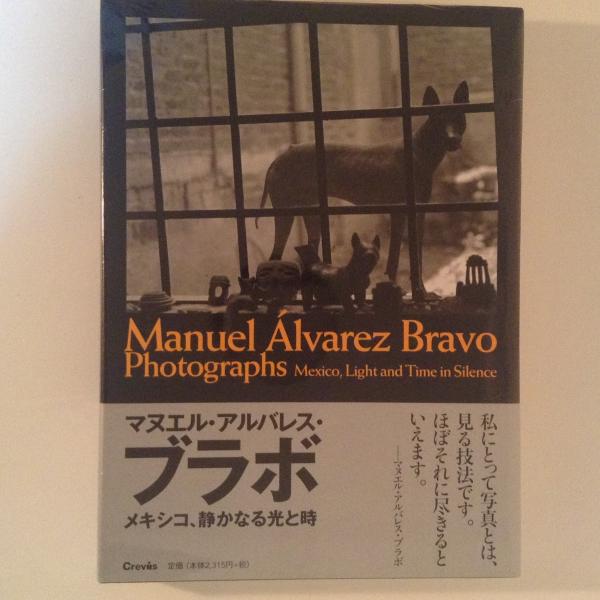 Manuel Álvarez Bravo
Photographs Mexico, Light and Time in Silence
マヌエル・アルバレス・
ブラボ
メキシコ、静かなる光と時
私にとって写真とは、
見る技法です。
ほぼそれに尽きると
いえます。
——マヌエル・アルバレス・ブラボ
Crevis 定価(本体2,315円+税)